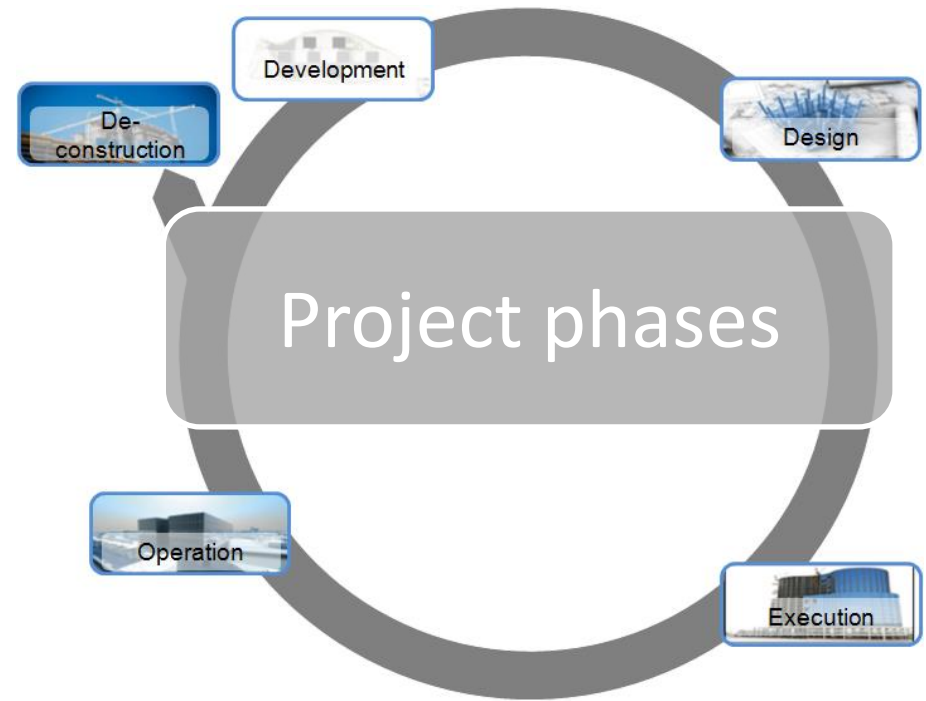 Development
De-
construction
Design
Project phases
Operation
Execution